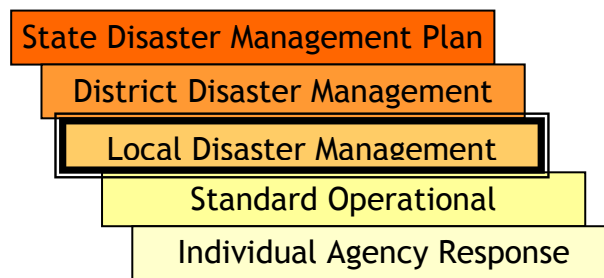 State Disaster Management Plan
District Disaster Management
Local Disaster Management
Standard Operational
Individual Agency Response